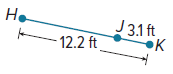 H
J 3.1 ft
12.2 ft
K